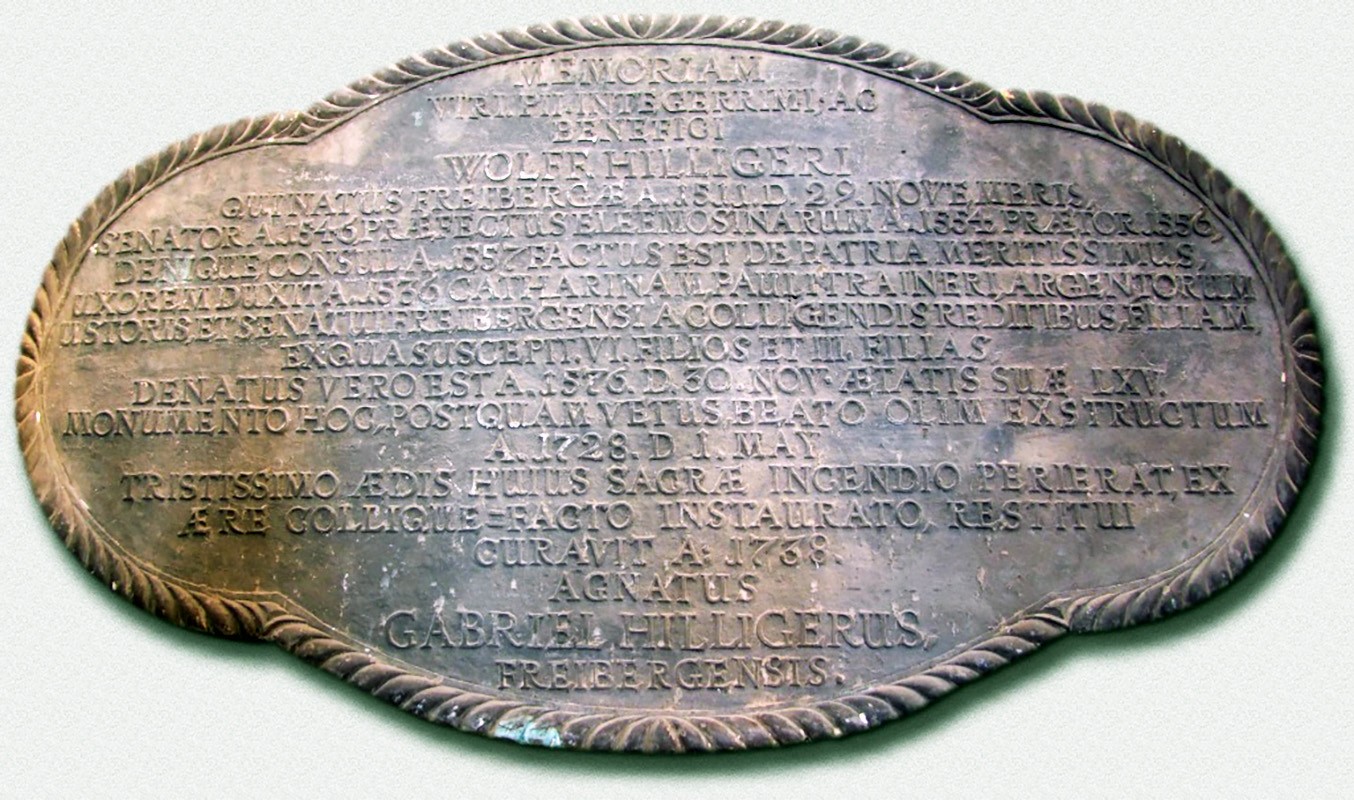 MEMORIAM
VIRI PII, INTEGERRIMI, AC
BENEFICI
WOLFF HILLIGERI
QUI NATUS FREIBERGÆ A. 1511. D. 29. NOVEMBRIS,
SENATOR A. 1546 PRÆFECTUS ELEEMOSINARUM A. 1554 PRÆTOR. 1556,
DENIQUE CONSUL A. 1557 FACTUS EST DE PATRIA MERITISSIMUS,
UXOREM DUXIT A. 1536 CATHARINAM, PAULI TRAINERI, ARGENTORUM
USTORIS, ET SENATUI FREIBERGENSI A COLLIGENDIS REDITIBUS, FILIAM,
EX QUA SUSCEPIT. VI. FILIOS ET III. FILIAS
DENATUS VERO EST A. 1576. D. 30. NOV. ÆTATIS SUÆ LXV.
MONUMENTO HOC, POSTQUAM VETUS BEATO OLIM EXSTRUCTUM
A. 1728. D 1. MAY
TRISTISSIMO ÆDIS HUIUS SACRÆ INCENDIO PERIERAT, EX
ÆRE COLLIQUE=FACTO INSTAURATO, RESTITUI
CURAVIT A. 1738.
AGNATUS
GABRIEL HILLIGERUS,
FREIBERGENSIS.